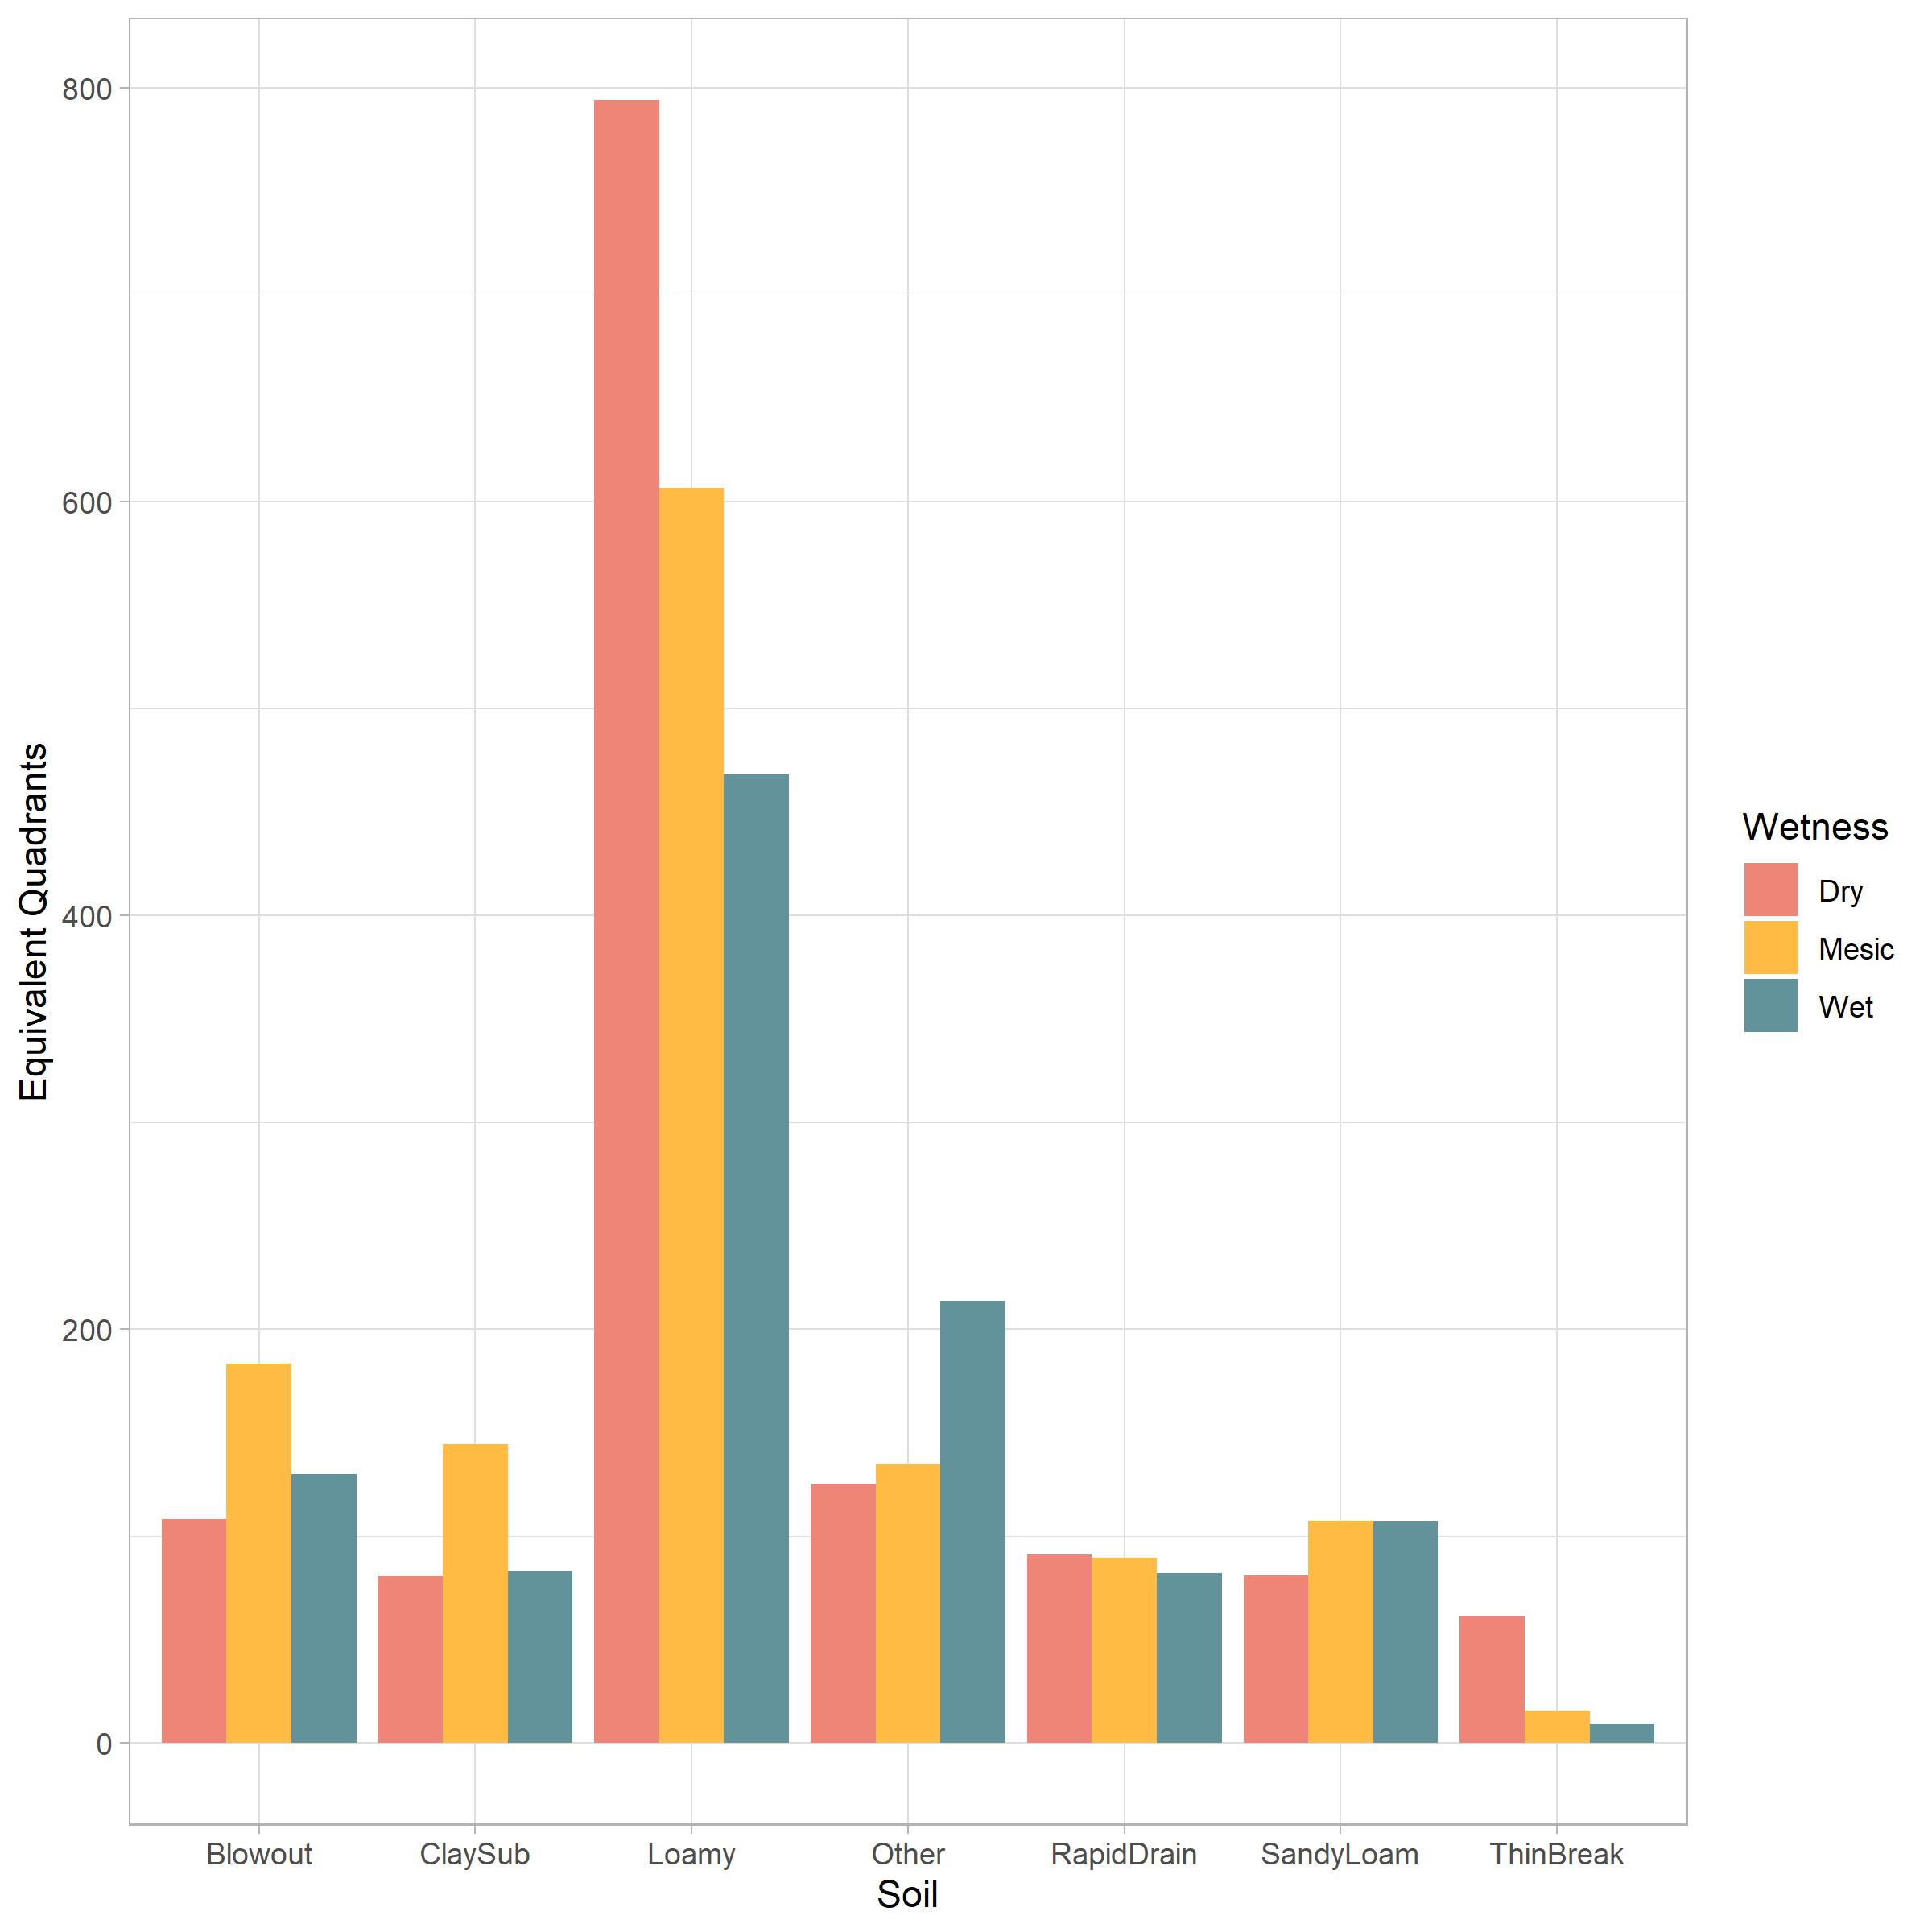 800
600
400
200
0
Equivalent Quadrants
Blowout ClaySub Loamy Other RapidDrain SandyLoam ThinBreak
Soil
Wetness
Dry
Mesic
Wet